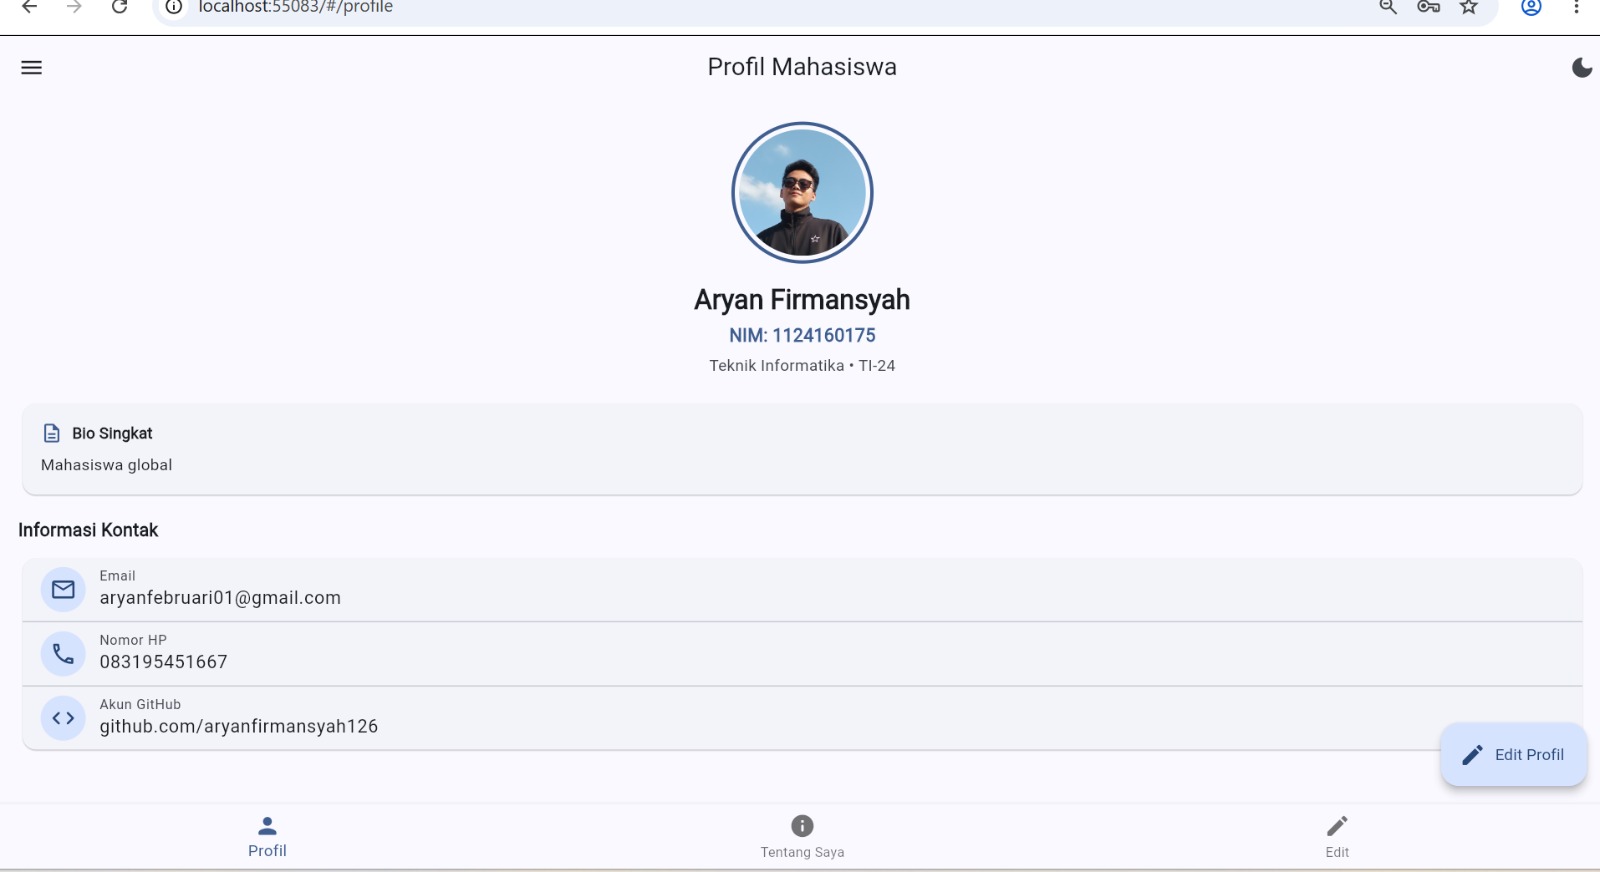 localhost:55083/#/profile
Profil Mahasiswa
Aryan Firmansyah
NIM: 1124160175
Teknik Informatika • TI-24
Bio Singkat
Mahasiswa global
Informasi Kontak
Email
aryanfebruari01@gmail.com
Nomor HP
083195451667
Akun GitHub
github.com/aryanfirmansyah126
Edit Profil
Profil
Tentang Saya
Edit